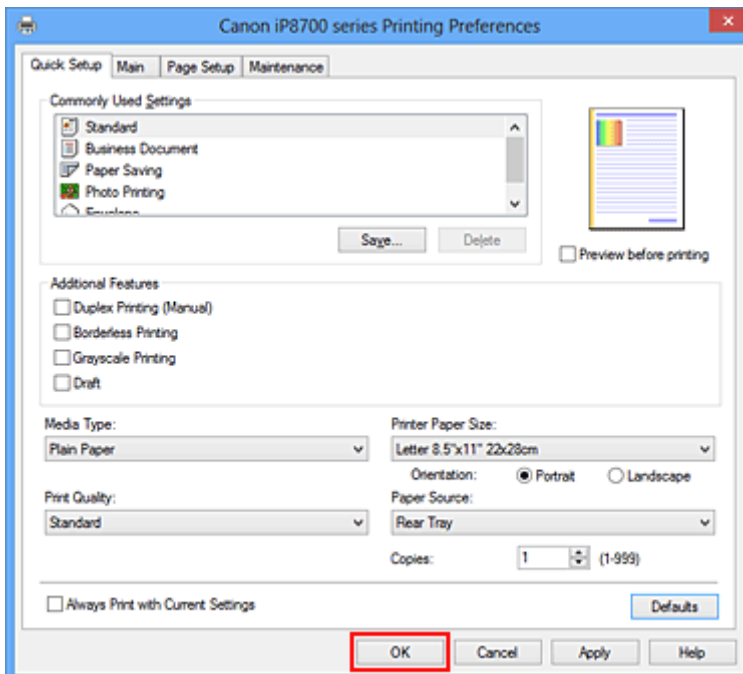 Canon iP8700 series Printing Preferences
Quick Setup Main Page Setup Maintenance
Commonly Used Settings
Standard
Business Document
Paper Saving
Photo Printing
Envelope
Save... Delete
Preview before printing
Additional Features
Duplex Printing (Manual)
Borderless Printing
Grayscale Printing
Draft
Media Type: Printer Paper Size:
Plain Paper Letter 8.5"x11" 22x28cm
Orientation: Portrait Landscape
Print Quality: Paper Source:
Standard Rear Tray
Copies: 1 (1-999)
Always Print with Current Settings Defaults
OK Cancel Apply Help